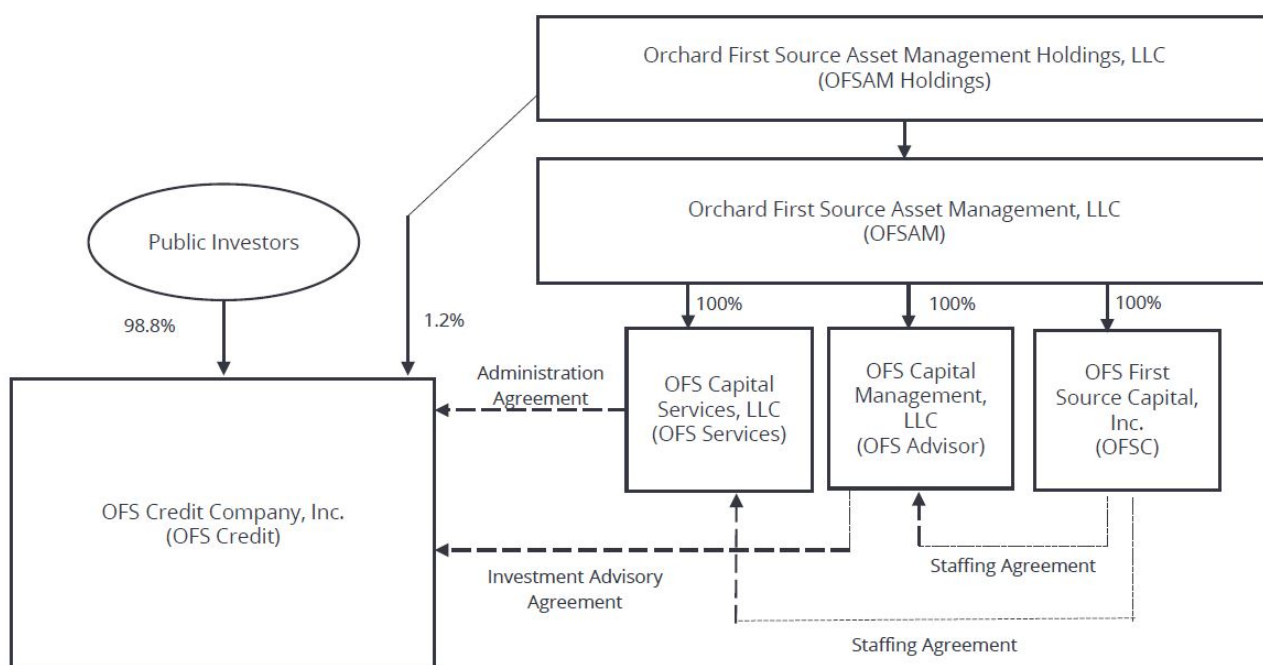 Orchard First Source Asset Management Holdings, LLC
(OFSAM Holdings)
Orchard First Source Asset Management, LLC
(OFSAM)
Public Investors
98.8%
1.2%
100%
100%
100%
Administration
Agreement
OFS Capital
Services, LLC
(OFS Services)
OFS Capital
Management,
LLC
(OFS Advisor)
OFS First
Source Capital,
Inc.
(OFSC)
OFS Credit Company, Inc.
(OFS Credit)
Investment Advisory
Agreement
Staffing Agreement
Staffing Agreement